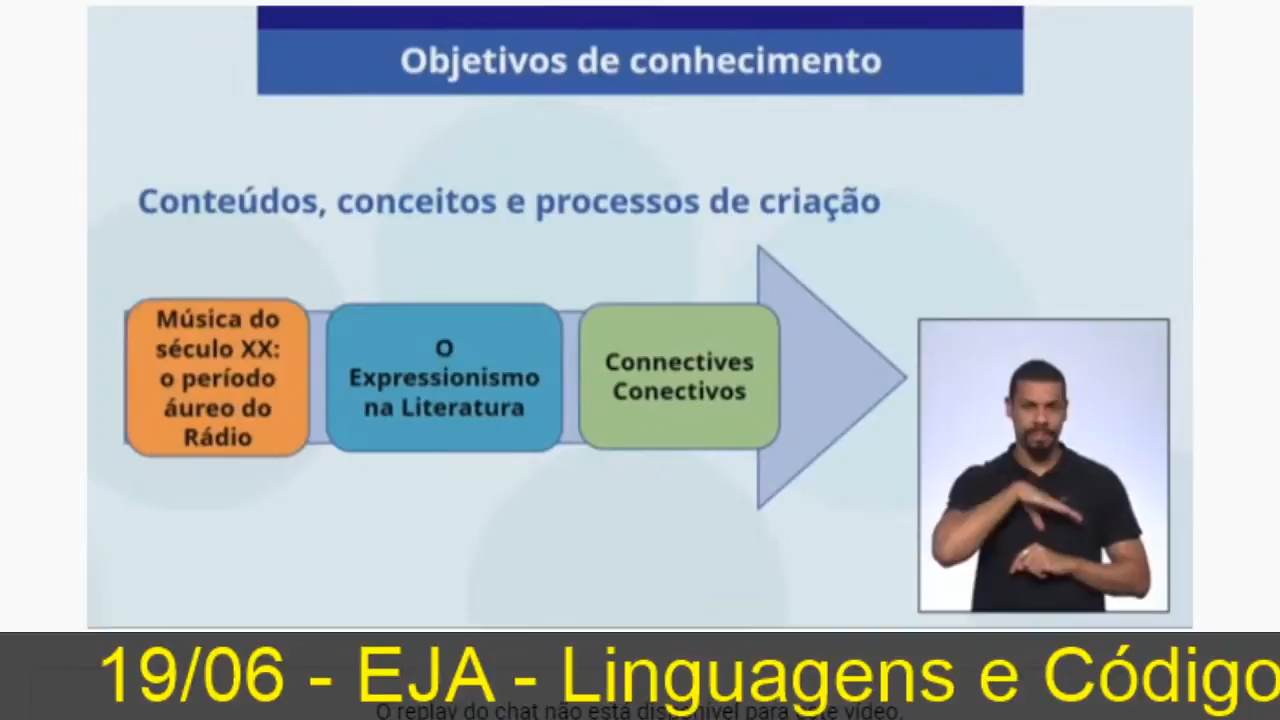 Objetivos de conhecimento
Conteúdos, conceitos e processos de criação
Música do
século XX:
o período
áureo do
Rádio
O
Expressionismo
na Literatura
Connectives
Conectivos
19/06 - EJA - Linguagens e Código
O replay do chat não está disponível para este vídeo.